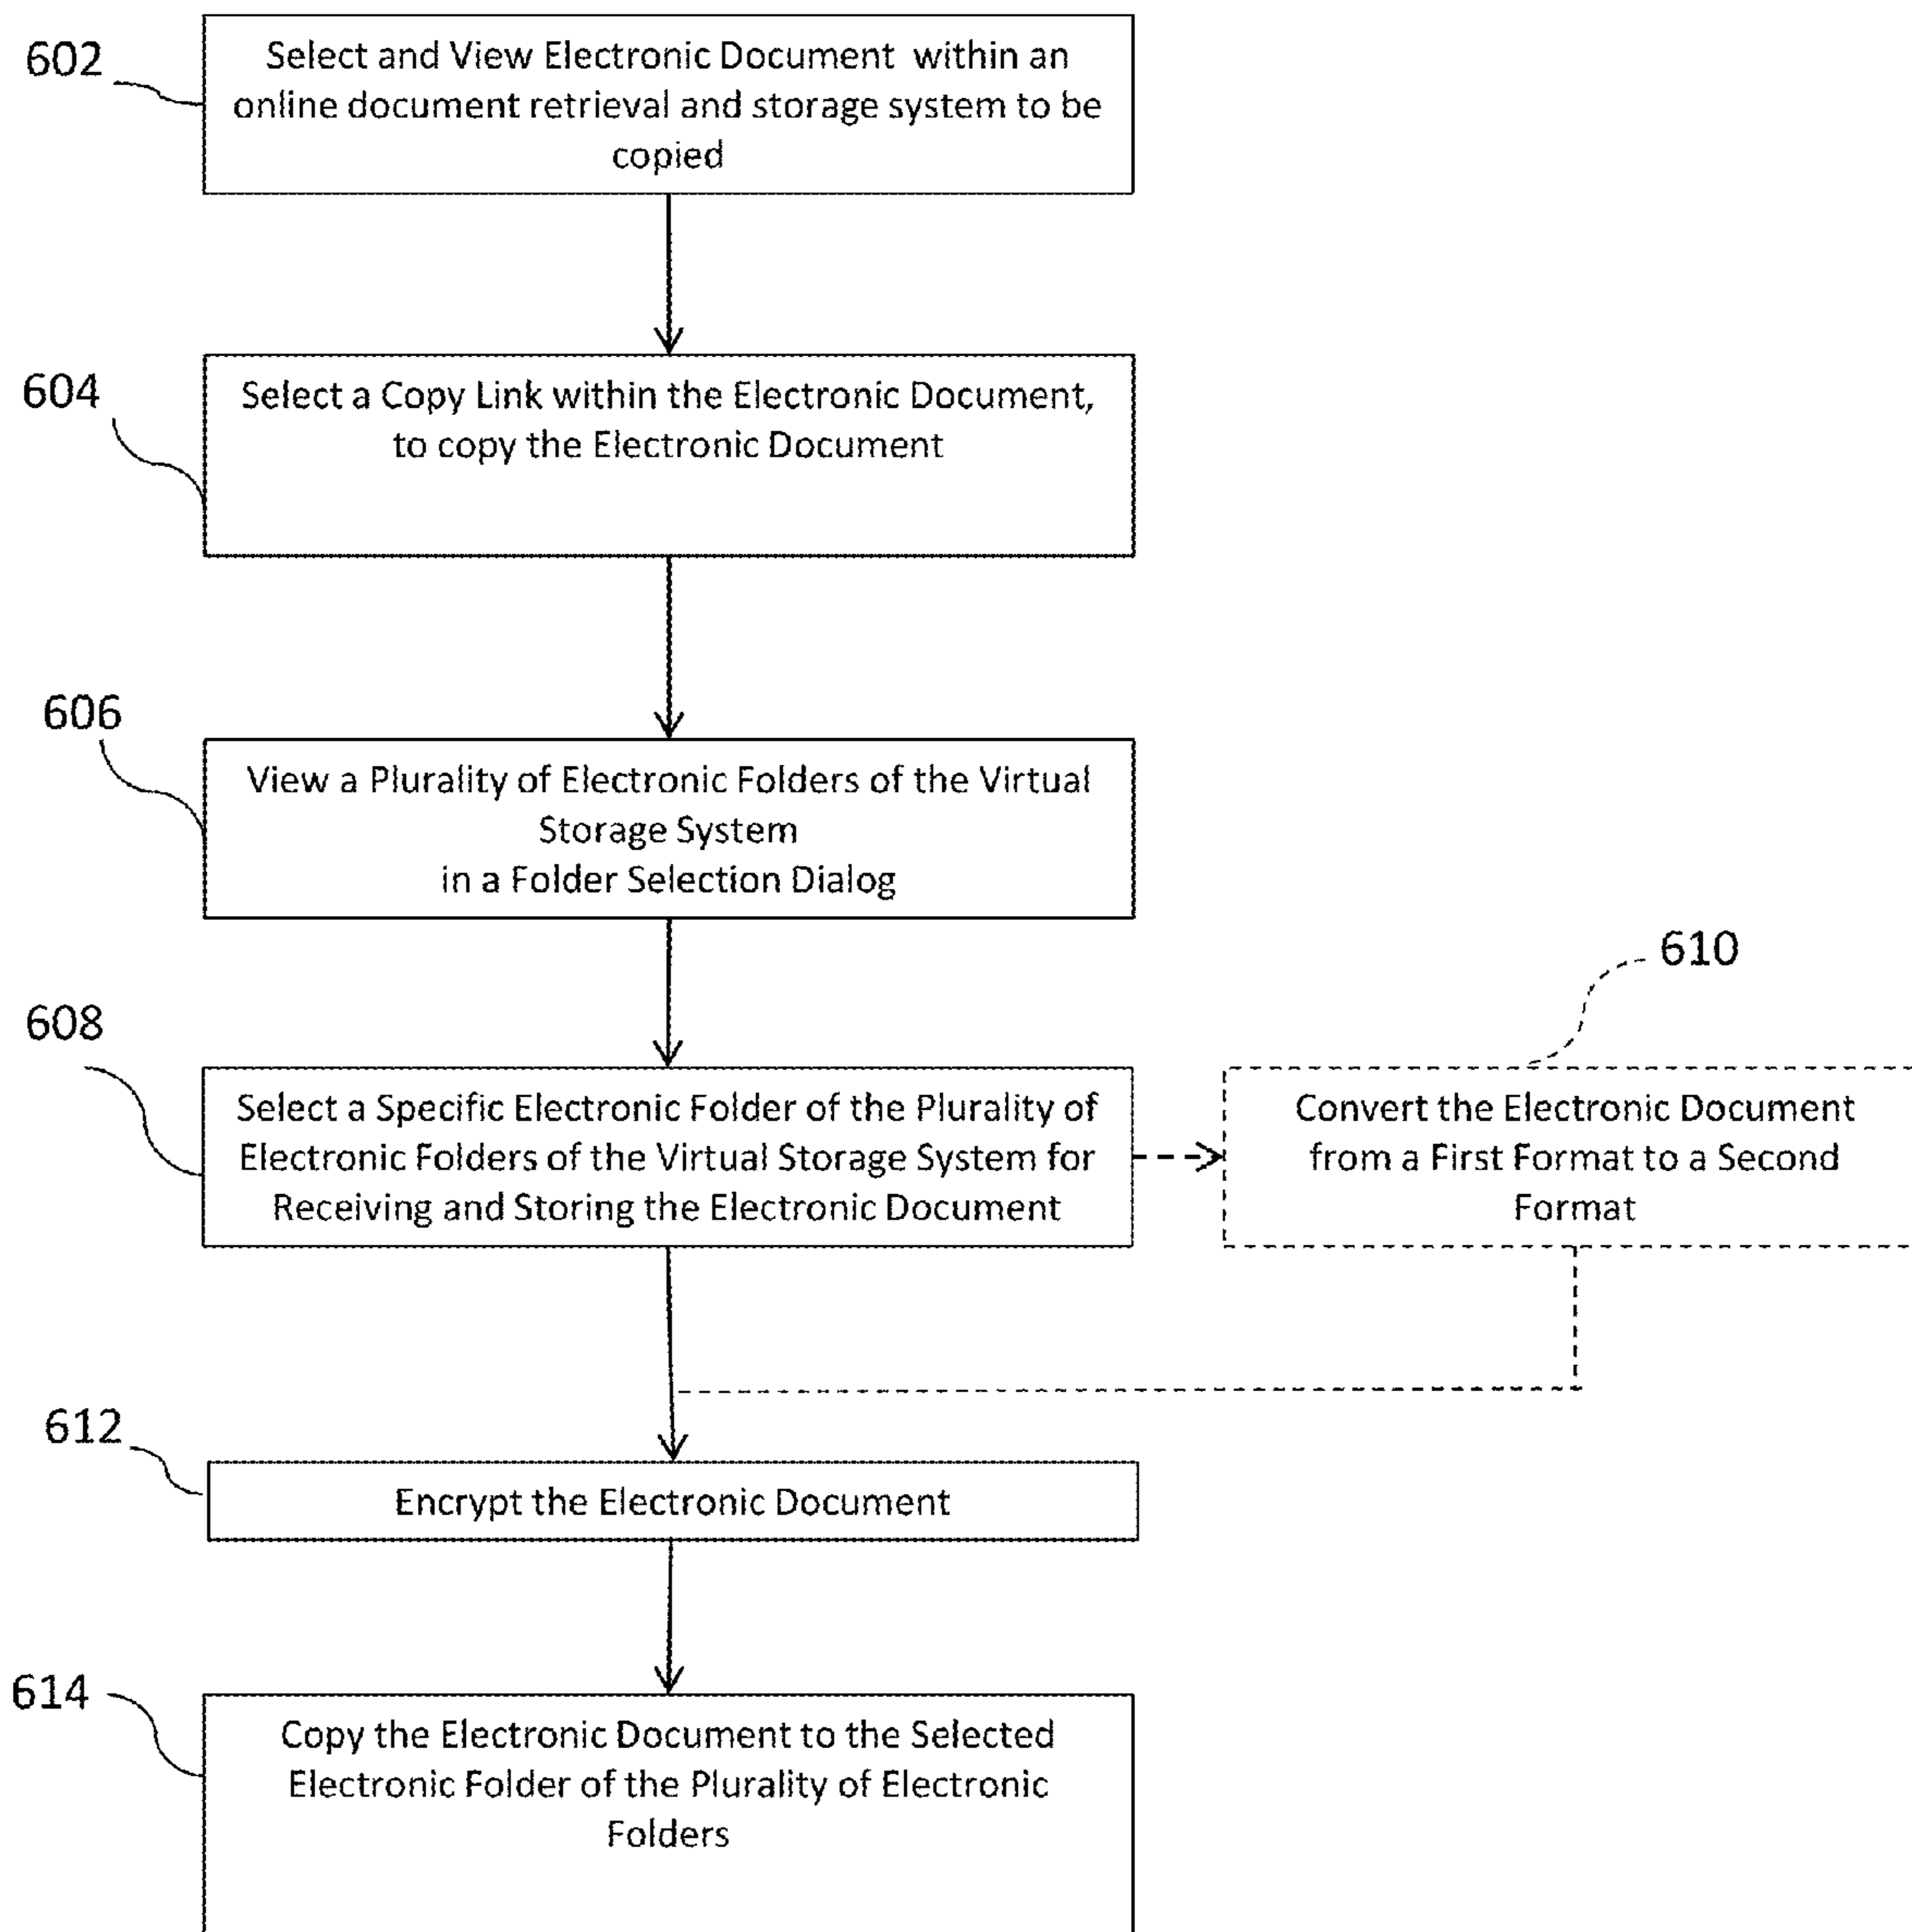 602
Select and View Electronic Document within an
online document retrieval and storage system to be
copied
604
Select a Copy Link within the Electronic Document,
to copy the Electronic Document
606
View a Plurality of Electronic Folders of the Virtual
Storage System
in a Folder Selection Dialog
608
Select a Specific Electronic Folder of the Plurality of
Electronic Folders of the Virtual Storage System for
Receiving and Storing the Electronic Document
610
Convert the Electronic Document
from a First Format to a Second
Format
612
Encrypt the Electronic Document
614
Copy the Electronic Document to the Selected
Electronic Folder of the Plurality of Electronic
Folders